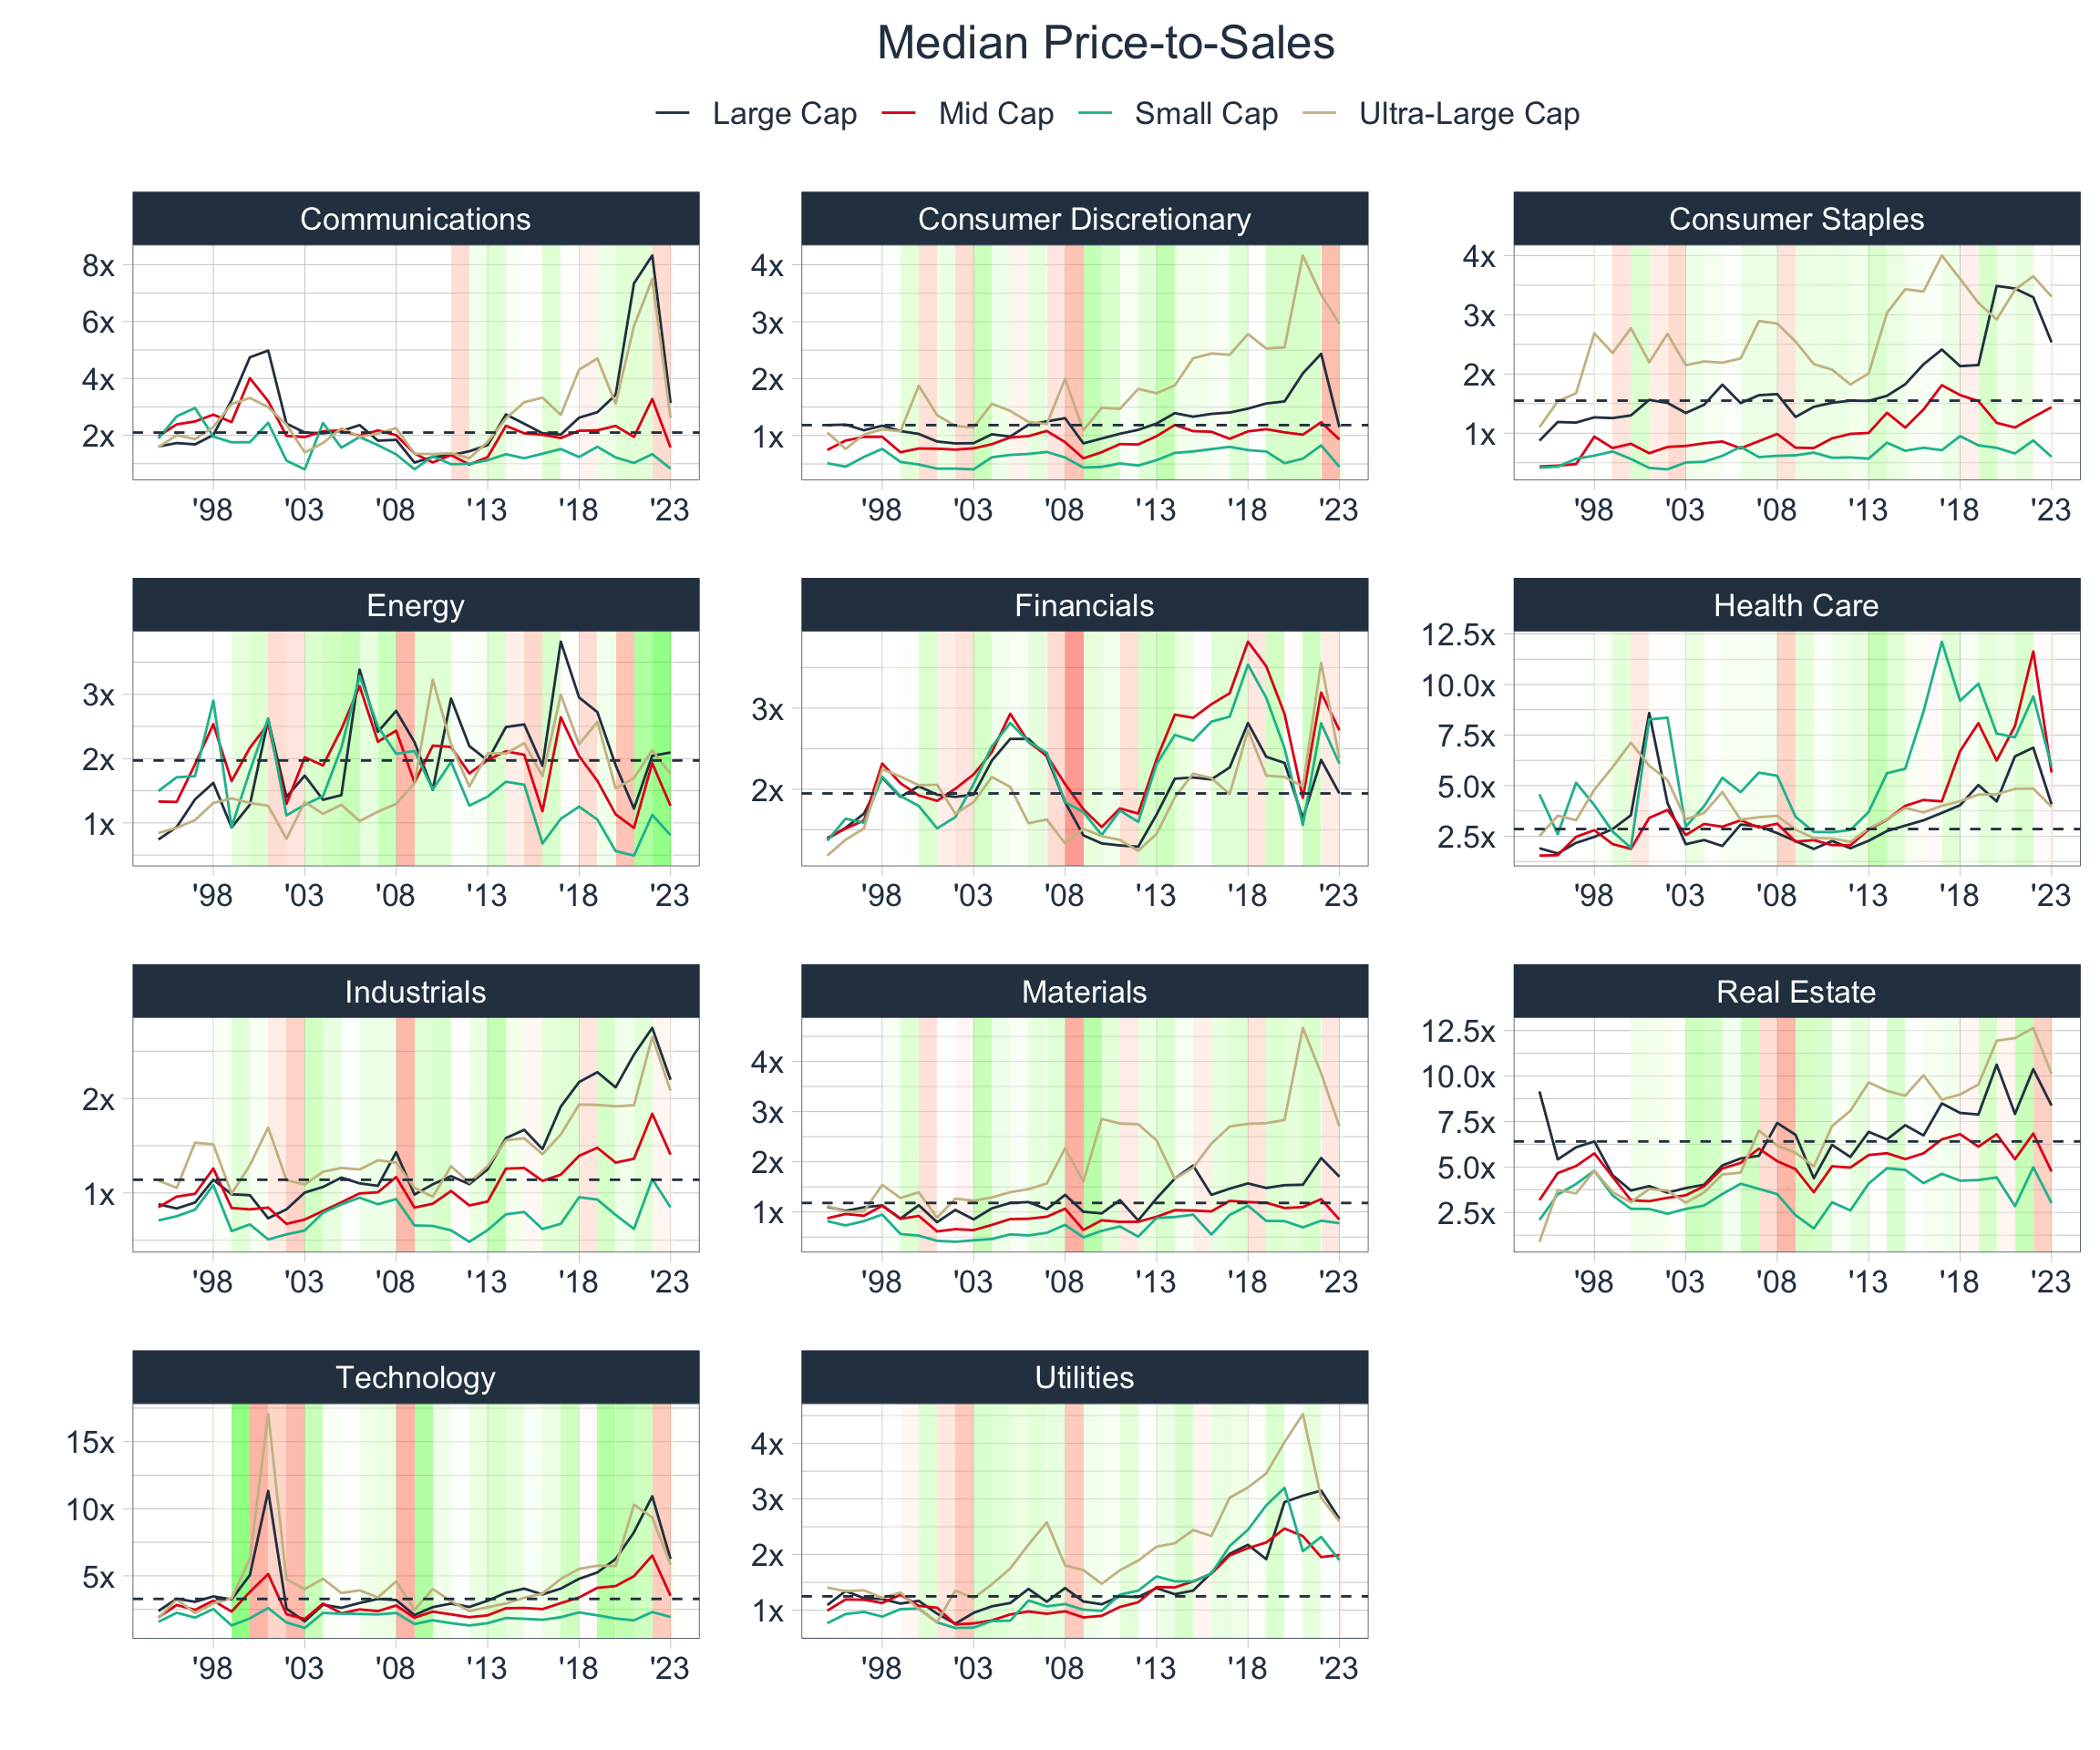 Median Price-to-Sales
Large Cap Mid Cap Small Cap Ultra-Large Cap
Communications
8x
6x
4x
2x
'98 '03 '08 '13 '18 '23
Consumer Discretionary
4x
3x
2x
1x
'98 '03 '08 '13 '18 '23
Consumer Staples
4x
3x
2x
1x
'98 '03 '08 '13 '18 '23
Energy
3x
2x
1x
'98 '03 '08 '13 '18 '23
Financials
3x
2x
'98 '03 '08 '13 '18 '23
Health Care
12.5x
10.0x
7.5x
5.0x
2.5x
'98 '03 '08 '13 '18 '23
Industrials
2x
1x
'98 '03 '08 '13 '18 '23
Materials
4x
3x
2x
1x
'98 '03 '08 '13 '18 '23
Real Estate
12.5x
10.0x
7.5x
5.0x
2.5x
'98 '03 '08 '13 '18 '23
Technology
15x
10x
5x
'98 '03 '08 '13 '18 '23
Utilities
4x
3x
2x
1x
'98 '03 '08 '13 '18 '23